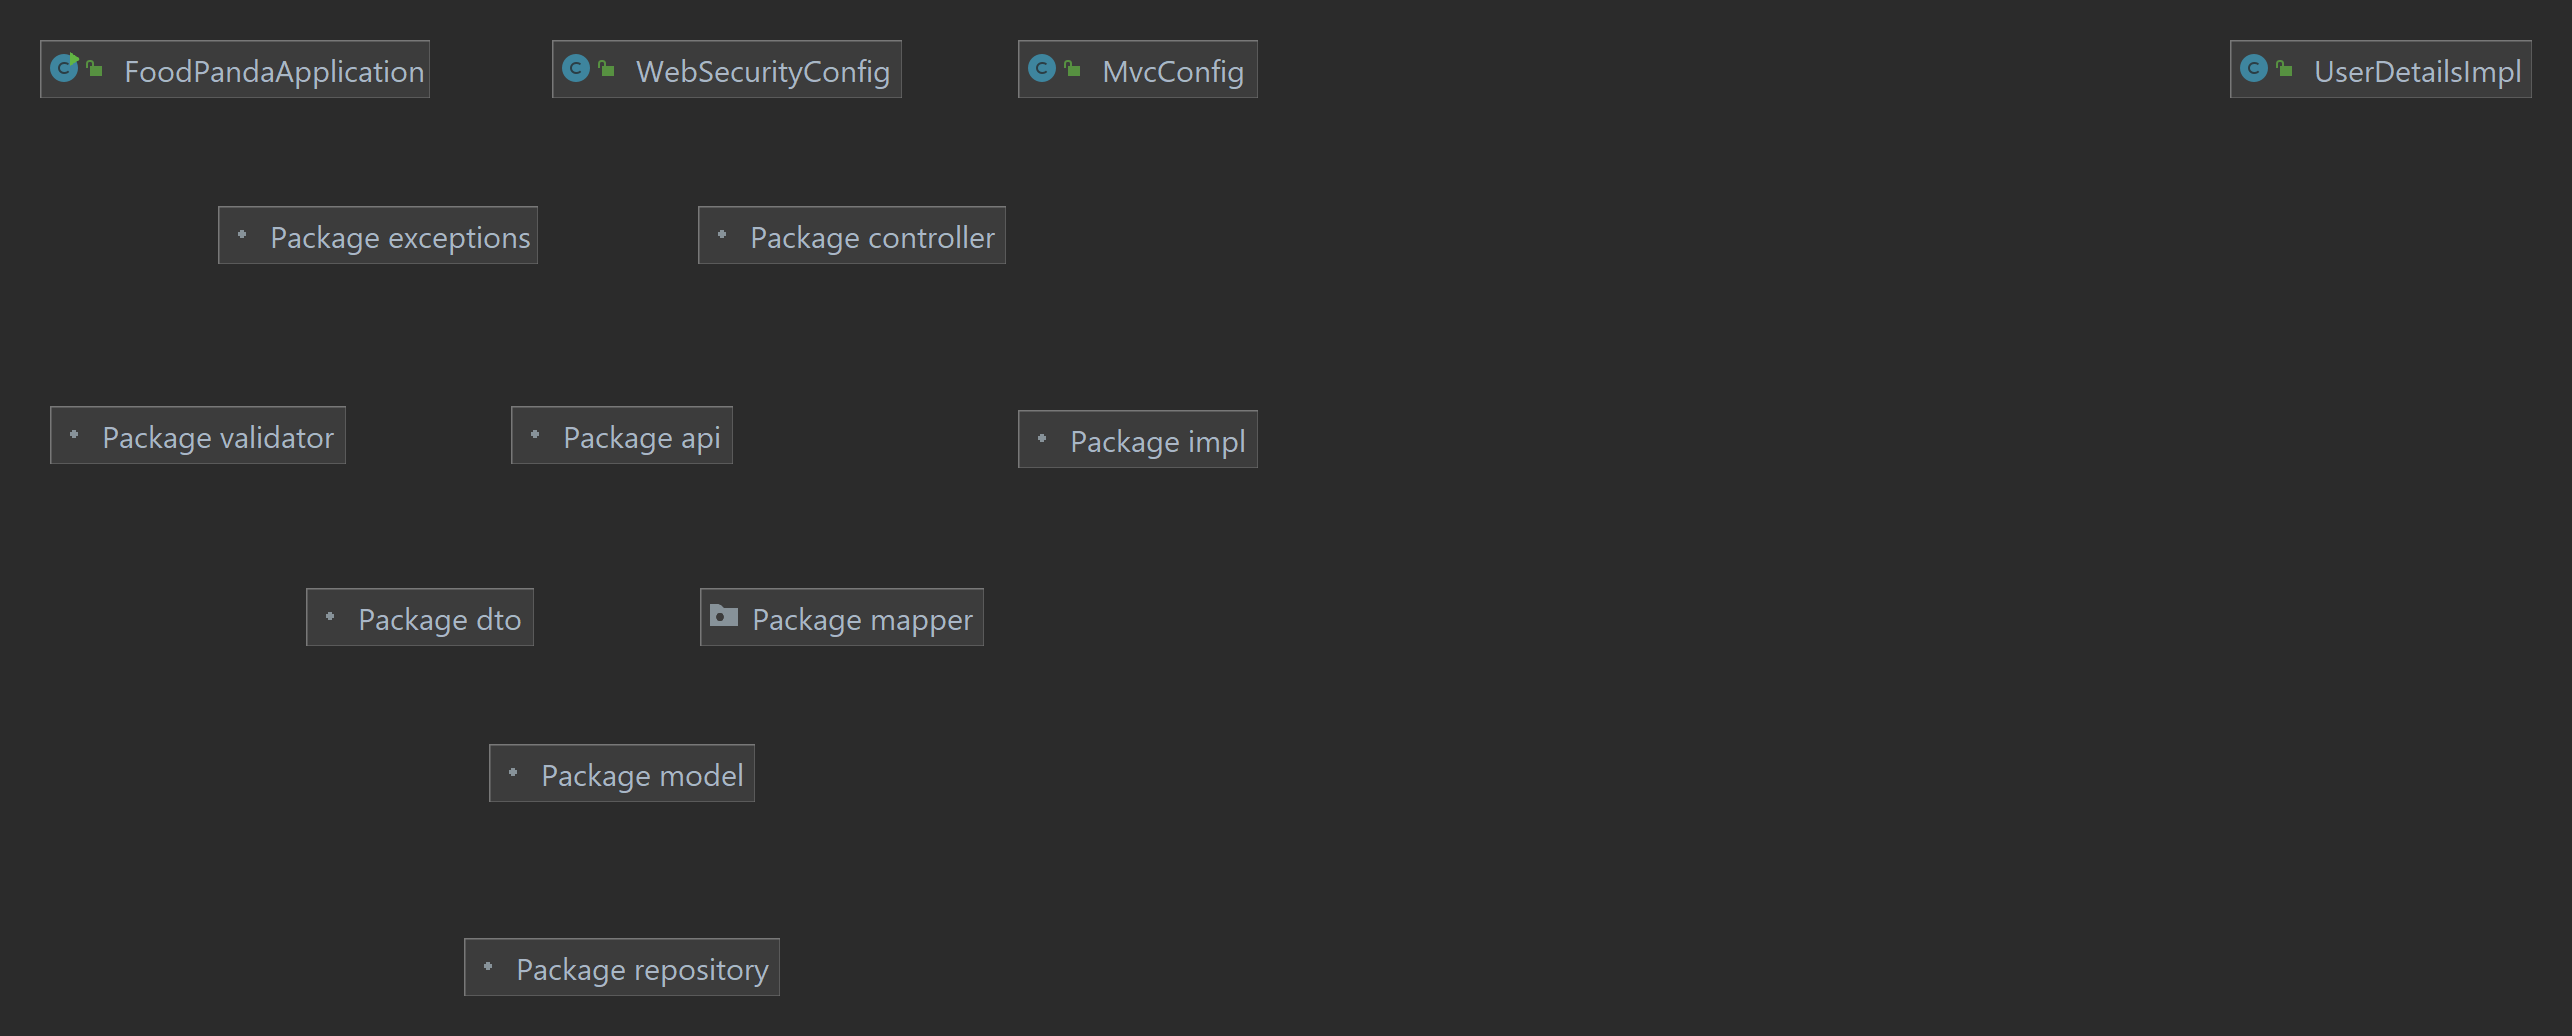 FoodPandaApplication
WebSecurityConfig
MvcConfig
UserDetailsImpl
Package exceptions
Package controller
Package validator
Package api
Package impl
Package dto
Package mapper
Package model
Package repository